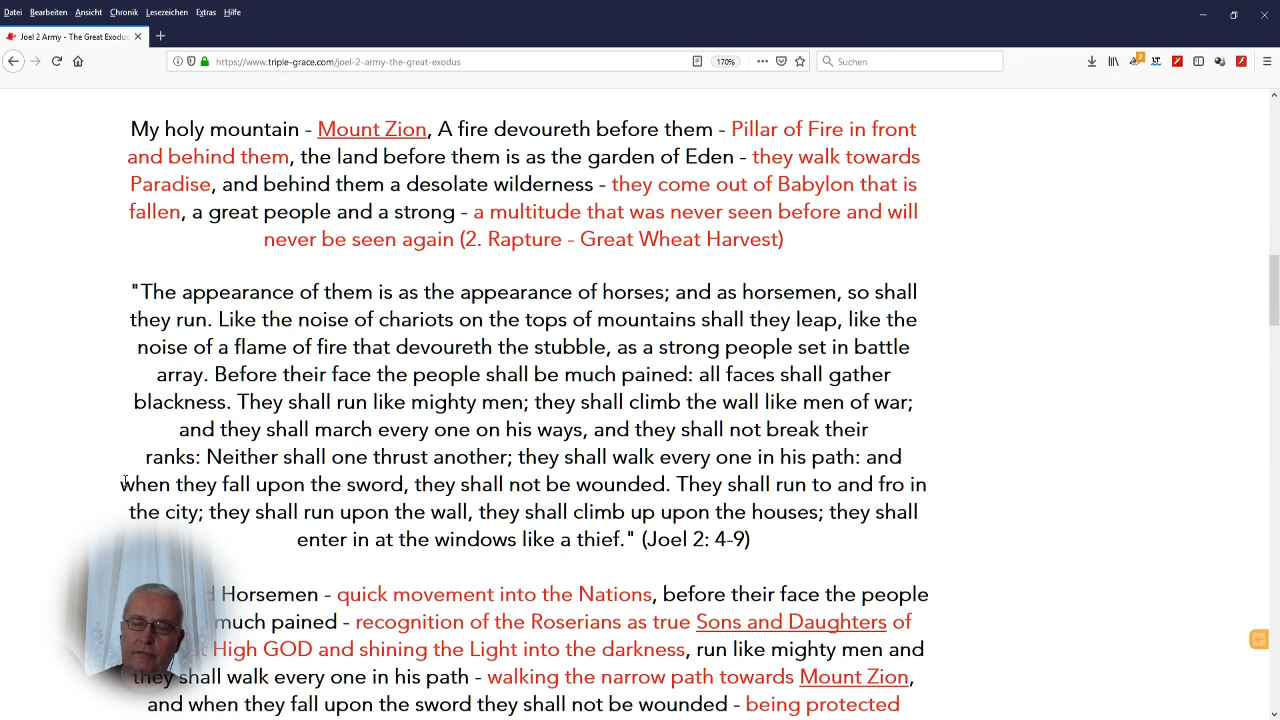 Datei Bearbeiten Ansicht Chronik Lesezeichen Extras Hilfe
Joel 2 Army - The Great Exodus
https://www.triple-grace.com/joel-2-army-the-great-exodus 170% Suchen
My holy mountain - Mount Zion, A fire devoureth before them - Pillar of Fire in front
and behind them, the land before them is as the garden of Eden - they walk towards
Paradise, and behind them a desolate wilderness - they come out of Babylon that is
fallen, a great people and a strong - a multitude that was never seen before and will
never be seen again (2. Rapture - Great Wheat Harvest)
"The appearance of them is as the appearance of horses; and as horsemen, so shall
they run. Like the noise of chariots on the tops of mountains shall they leap, like the
noise of a flame of fire that devoureth the stubble, as a strong people set in battle
array. Before their face the people shall be much pained: all faces shall gather
blackness. They shall run like mighty men; they shall climb the wall like men of war;
and they shall march every one on his ways, and they shall not break their
ranks: Neither shall one thrust another; they shall walk every one in his path: and
when they fall upon the sword, they shall not be wounded. They shall run to and fro in
the city; they shall run upon the wall, they shall climb up upon the houses; they shall
enter in at the windows like a thief." (Joel 2: 4-9)
Horsemen - quick movement into the Nations, before their face the people
much pained - recognition of the Roserians as true Sons and Daughters of
High GOD and shining the Light into the darkness, run like mighty men and
they shall walk every one in his path - walking the narrow path towards Mount Zion,
and when they fall upon the sword they shall not be wounded - being protected